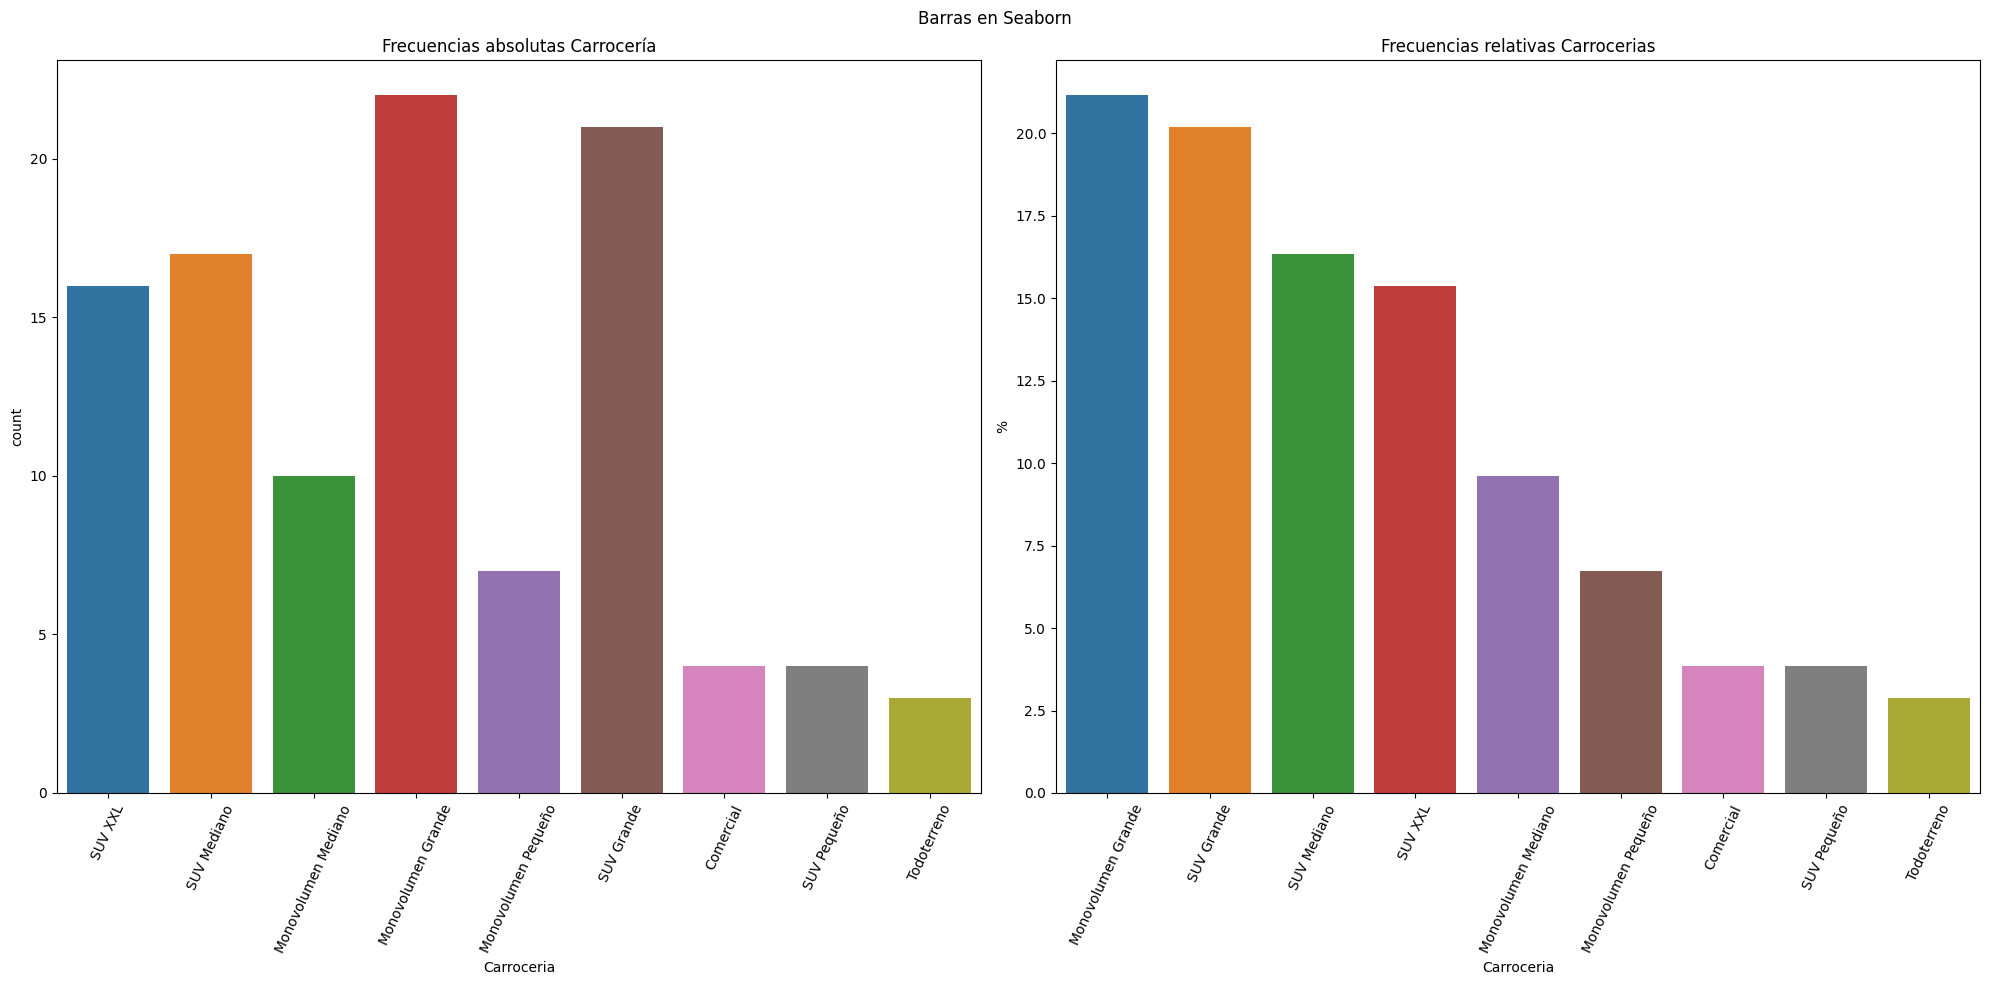 Barras en Seaborn
Frecuencias absolutas Carrocería
count
20
15
10
5
0
SUV XXL
SUV Mediano
Monovolumen Mediano
Monovolumen Grande
Monovolumen Pequeño
SUV Grande
Comercial
SUV Pequeño
Todoterreno
Carroceria
Frecuencias relativas Carrocerias
%
20.0
17.5
15.0
12.5
10.0
7.5
5.0
2.5
0.0
Monovolumen Grande
SUV Grande
SUV Mediano
SUV XXL
Monovolumen Mediano
Monovolumen Pequeño
Comercial
SUV Pequeño
Todoterreno
Carroceria